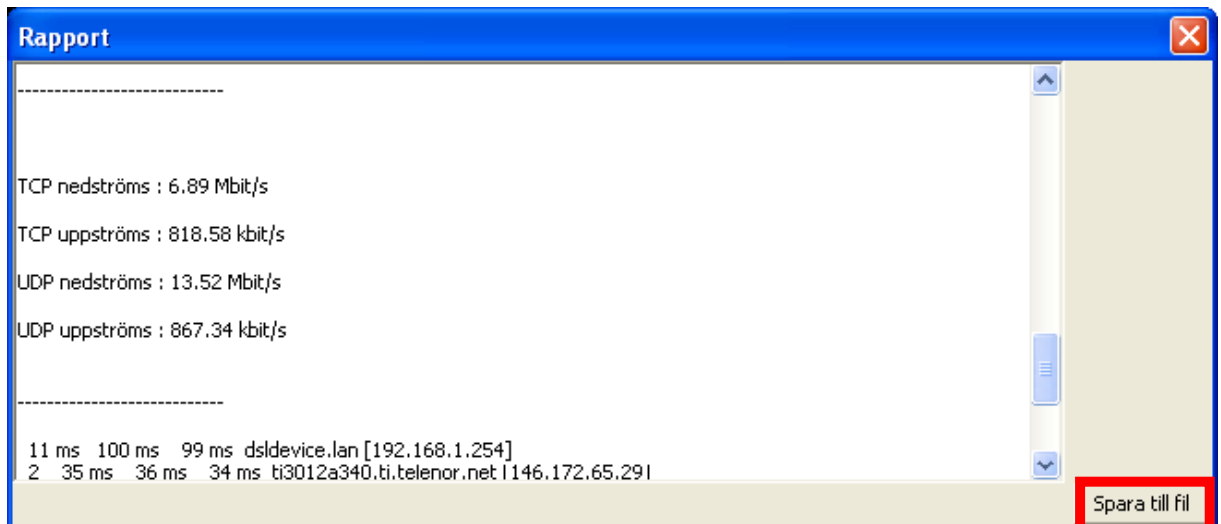 Rapport
----------------------------
TCP nedströms : 6.89 Mbit/s
TCP uppströms : 818.58 kbit/s
UDP nedströms : 13.52 Mbit/s
UDP uppströms : 867.34 kbit/s
----------------------------
11 ms 100 ms 99 ms dsldevice.lan [192.168.1.254]
2 35 ms 36 ms 34 ms ti3012a340.ti.telenor.net [146.172.65.29]
Spara till fil